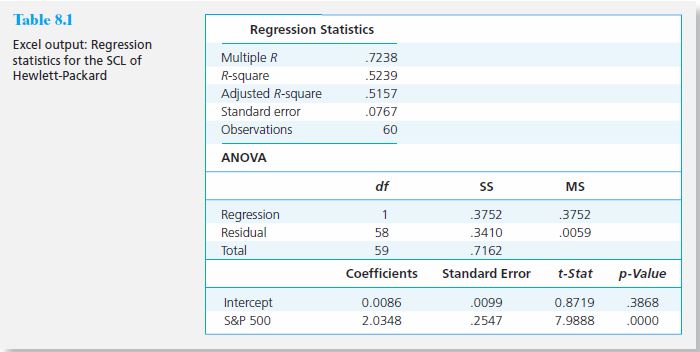 Table 8.1
Excel output: Regression
statistics for the SCL of
Hewlett-Packard
Regression Statistics
Multiple R .7238
R-square .5239
Adjusted R-square .5157
Standard error .0767
Observations 60
ANOVA
df SS MS
Regression 1 .3752 .3752
Residual 58 .3410 .0059
Total 59 .7162
Coefficients Standard Error t-Stat p-Value
Intercept 0.0086 .0099 0.8719 .3868
S&P 500 2.0348 .2547 7.9888 .0000